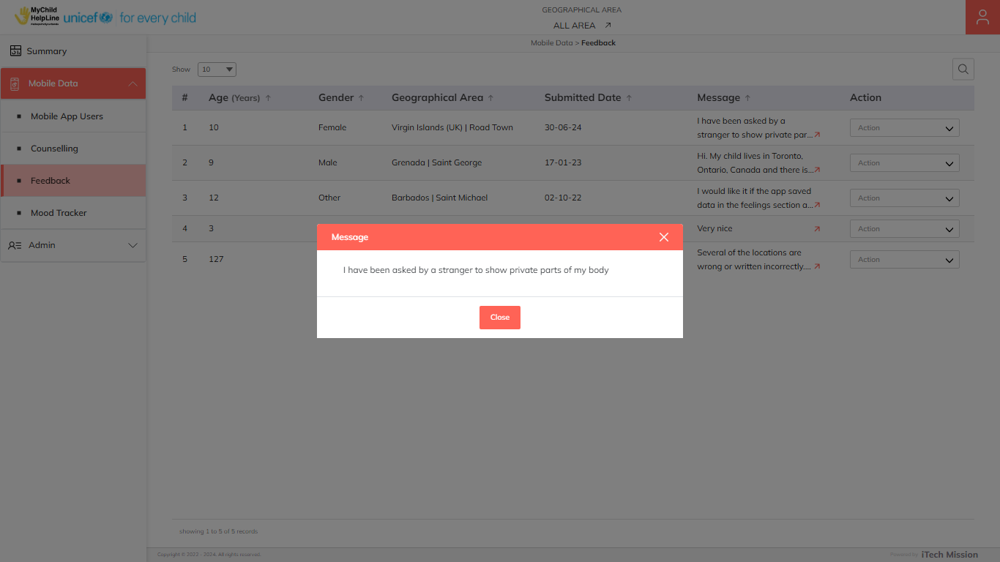 MyChild
HelpLine
unicef for every child
GEOGRAPHICAL AREA
ALL AREA
Mobile Data > Feedback
Summary
Mobile Data
Mobile App Users
Counselling
Feedback
Mood Tracker
Admin
Show 10
# Age (Years) Gender Geographical Area Submitted Date Message Action
1 10 Female Virgin Islands (UK) | Road Town 30-06-24 I have been asked by a
stranger to show private par... Action
2 9 Male Grenada | Saint George 17-01-23 Hi. My child lives in Toronto,
Ontario, Canada and there is... Action
3 12 Other Barbados | Saint Michael 02-10-22 I would like it if the app saved
data in the feelings section a... Action
4 3 Very nice Action
5 127 Several of the locations are
wrong or written incorrectly.... Action
Message
I have been asked by a stranger to show private parts of my body
Close
showing 1 to 5 of 5 records
Copyright © 2022 - 2024. All rights reserved.
Powered by iTech Mission